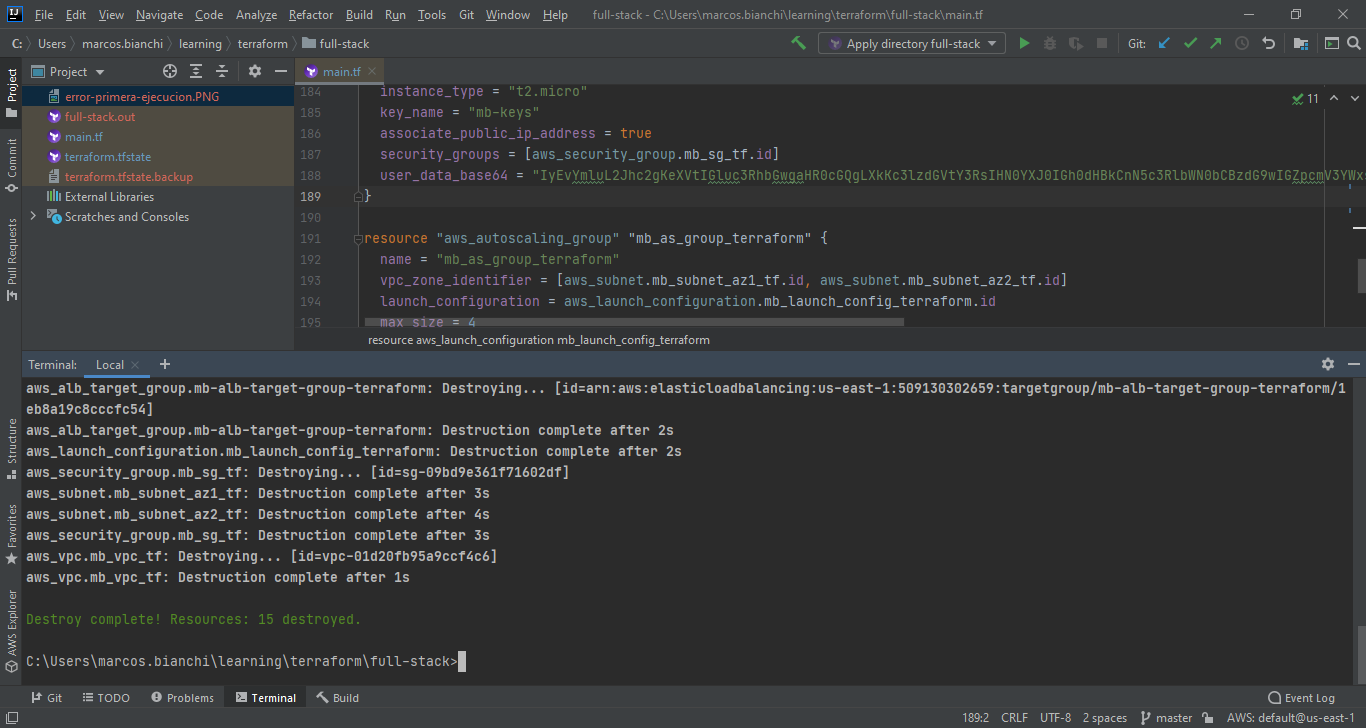 File Edit View Navigate Code Analyze Refactor Build Run Tools Git Window Help full-stack - C:\Users\marcos.bianchi\learning\terraform\full-stack\main.tf
C: Users marcos.bianchi learning terraform full-stack Apply directory full-stack Git:
Project
Project
main.tf
error-primera-ejecucion.PNG
full-stack.out
main.tf
terraform.tfstate
terraform.tfstate.backup
External Libraries
Scratches and Consoles
Commit
Pull Requests
184 instance_type = "t2.micro"
185 key_name = "mb-keys"
186 associate_public_ip_address = true
187 security_groups = [aws_security_group.mb_sg_tf.id]
188 user_data_base64 =
189 }
190
191 resource "aws_autoscaling_group" "mb_as_group_terraform" {
192 name = "mb_as_group_terraform"
193 vpc_zone_identifier = [aws_subnet.mb_subnet_az1_tf.id, aws_subnet.mb_subnet_az2_tf.id]
194 launch_configuration = aws_launch_configuration.mb_launch_config_terraform.id
195 max_size = 4
11
resource aws_launch_configuration mb_launch_config_terraform
Terminal: Local
aws_alb_target_group.mb-alb-target-group-terraform: Destroying... [id=arn:aws:elasticloadbalancing:us-east-1:509130302659:targetgroup/mb-alb-target-group-terraform/1
eb8a19c8cccfc54]
aws_alb_target_group.mb-alb-target-group-terraform: Destruction complete after 2s
aws_launch_configuration.mb_launch_config_terraform: Destruction complete after 2s
aws_security_group.mb_sg_tf: Destroying... [id=sg-09bd9e361f71602df]
aws_subnet.mb_subnet_az1_tf: Destruction complete after 3s
aws_subnet.mb_subnet_az2_tf: Destruction complete after 4s
aws_security_group.mb_sg_tf: Destruction complete after 3s
aws_vpc.mb_vpc_tf: Destroying... [id=vpc-01d20fb95a9ccf4c6]
aws_vpc.mb_vpc_tf: Destruction complete after 1s
Destroy complete! Resources: 15 destroyed.
C:\Users\marcos.bianchi\learning\terraform\full-stack>
Structure
Favorites
AWS Explorer
Git TODO Problems Terminal Build Event Log
189:2 CRLF UTF-8 2 spaces master AWS: default@us-east-1